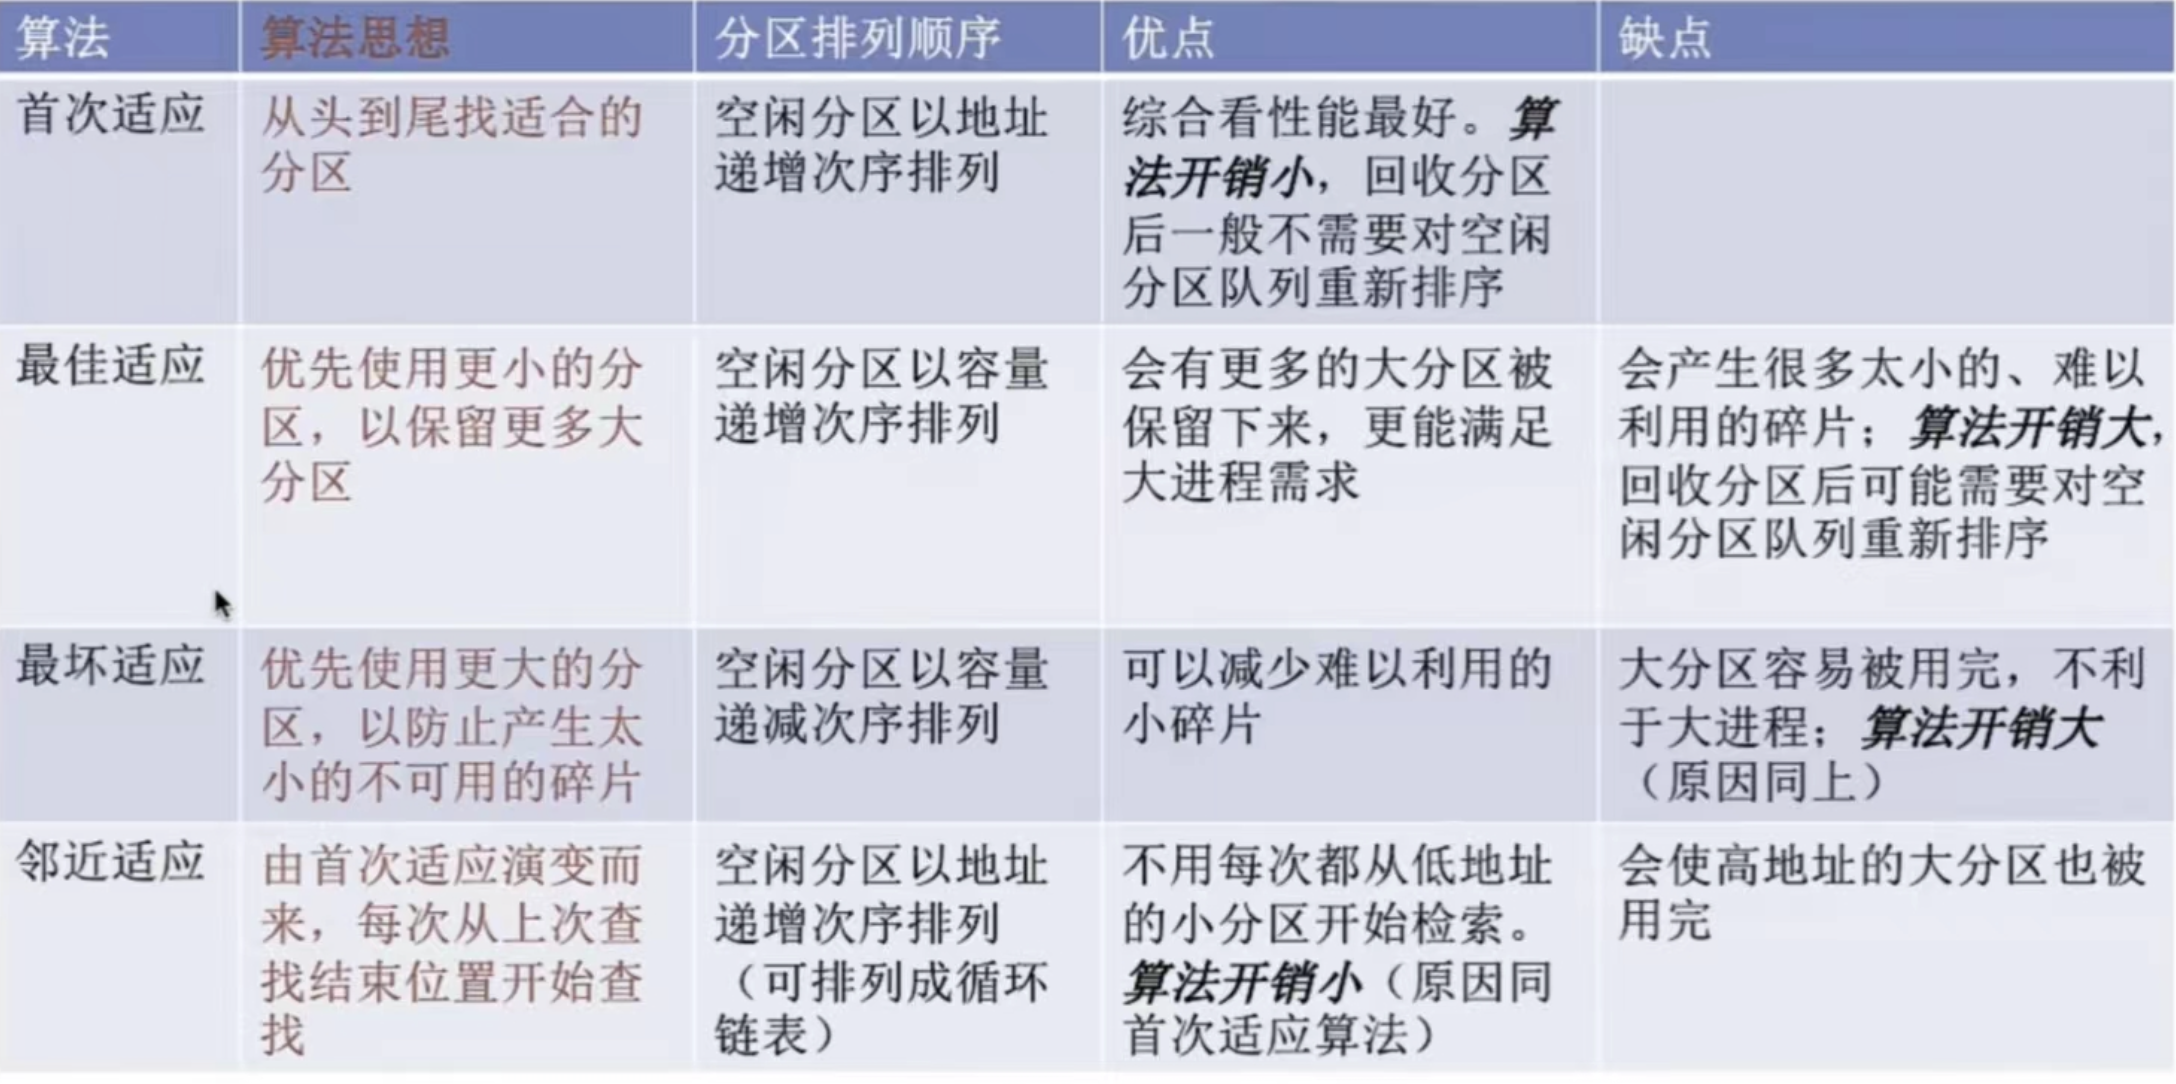 算法
算法思想
分区排列顺序
优点
缺点
首次适应
从头到尾找适合的
分区
空闲分区以地址
递增次序排列
综合看性能最好。算
法开销小，回收分区
后一般不需要对空闲
分区队列重新排序
最佳适应
优先使用更小的分
区，以保留更多大
分区
空闲分区以容量
递增次序排列
会有更多的大分区被
保留下来，更能满足
大进程需求
会产生很多太小的、难以
利用的碎片；算法开销大，
回收分区后可能需要对空
闲分区队列重新排序
最坏适应
优先使用更大的分
区，以防止产生太
小的不可用的碎片
空闲分区以容量
递减次序排列
可以减少难以利用的
小碎片
大分区容易被用完，不利
于大进程；算法开销大
（原因同上）
邻近适应
由首次适应演变而
来，每次从上次查
找结束位置开始查
找
空闲分区以地址
递增次序排列
（可排列成循环
链表）
不用每次都从低地址
的小分区开始检索。
算法开销小（原因同
首次适应算法）
会使高地址的大分区也被
用完